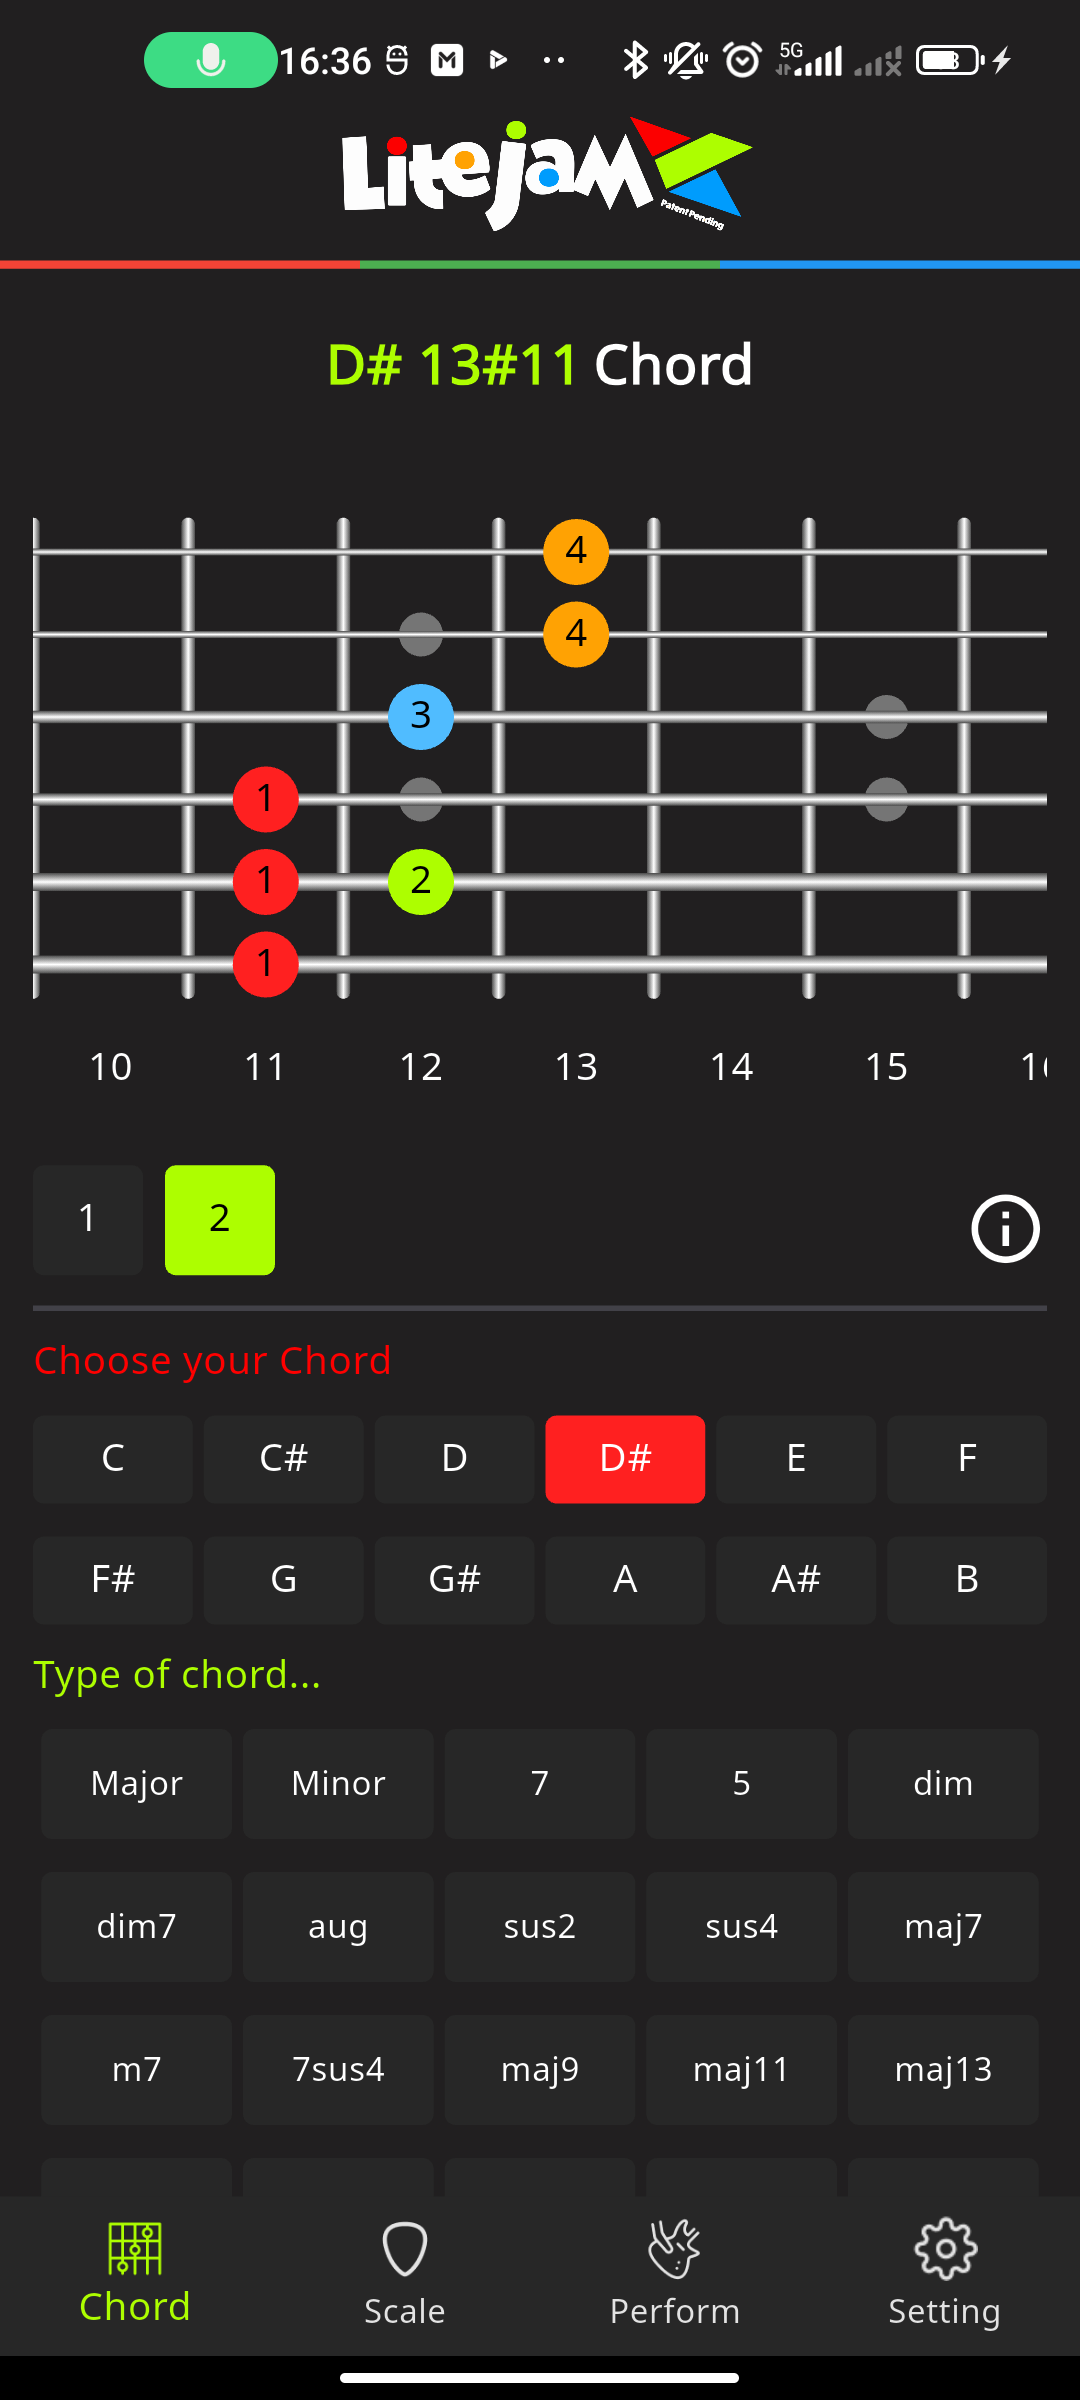 16:36 5G
Litejam
Patent Pending
D# 13#11 Chord
4
4
3
1
1 2
1
10 11 12 13 14 15
1 2
Choose your Chord
C C# D D# E F
F# G G# A A# B
Type of chord...
Major Minor 7 5 dim
dim7 aug sus2 sus4 maj7
m7 7sus4 maj9 maj11 maj13
Chord Scale Perform Setting